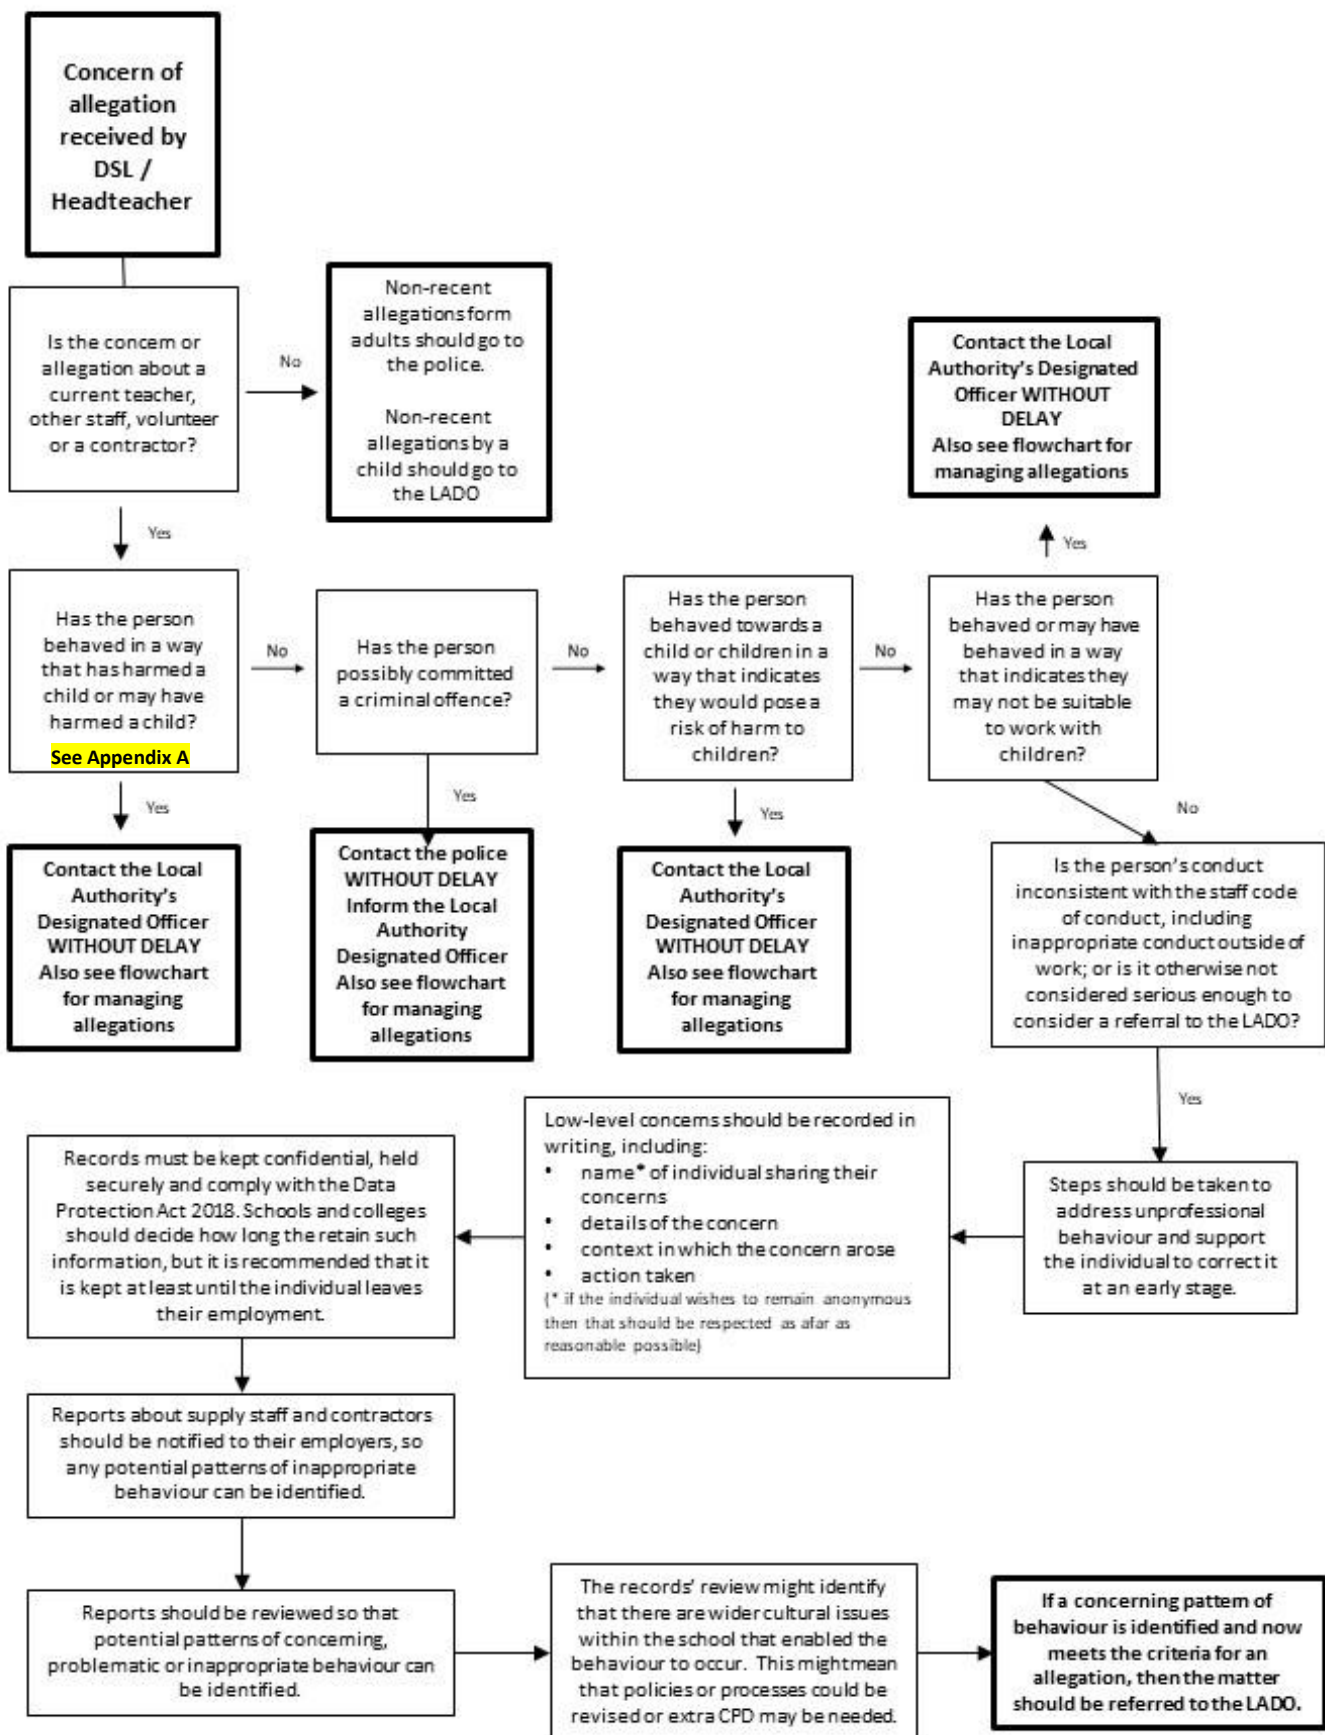 Concern of
allegation
received by
DSL /
Headteacher
Is the concern or
allegation about a
current teacher,
other staff, volunteer
or a contractor?
No
Non-recent
allegations form
adults should go to
the police.
Non-recent
allegations by a
child should go to
the LADO
Contact the Local
Authority's Designated
Officer WITHOUT
DELAY
Also see flowchart for
managing allegations
Yes
Yes
Has the person
behaved in a way
that has harmed a
child or may have
harmed a child?
See Appendix A
No
Has the person
possibly committed
a criminal offence?
No
Has the person
behaved towards a
child or children in a
way that indicates
they would pose a
risk of harm to
children?
No
Has the person
behaved or may have
behaved in a way
that indicates they
may not be suitable
to work with
children?
Yes
Yes
Yes
No
Contact the Local
Authority's
Designated Officer
WITHOUT DELAY
Also see flowchart
for managing
allegations
Contact the police
WITHOUT DELAY
Inform the Local
Authority
Designated Officer
Also see flowchart
for managing
allegations
Contact the Local
Authority's
Designated Officer
WITHOUT DELAY
Also see flowchart
for managing
allegations
Is the person's conduct
inconsistent with the staff code
of conduct, including
inappropriate conduct outside of
work; or is it otherwise not
considered serious enough to
consider a referral to the LADO?
Yes
Steps should be taken to
address unprofessional
behaviour and support
the individual to correct it
at an early stage.
Low-level concerns should be recorded in
writing, including:
• name* of individual sharing their
concerns
• details of the concern
• context in which the concern arose
• action taken
(* if the individual wishes to remain anonymous
then that should be respected as afar as
reasonable possible)
Records must be kept confidential, held
securely and comply with the Data
Protection Act 2018. Schools and colleges
should decide how long the retain such
information, but it is recommended that it
is kept at least until the individual leaves
their employment.
Reports about supply staff and contractors
should be notified to their employers, so
any potential patterns of inappropriate
behaviour can be identified.
Reports should be reviewed so that
potential patterns of concerning,
problematic or inappropriate behaviour can
be identified.
The records' review might identify
that there are wider cultural issues
within the school that enabled the
behaviour to occur. This might mean
that policies or processes could be
revised or extra CPD may be needed.
If a concerning pattern of
behaviour is identified and now
meets the criteria for an
allegation, then the matter
should be referred to the LADO.